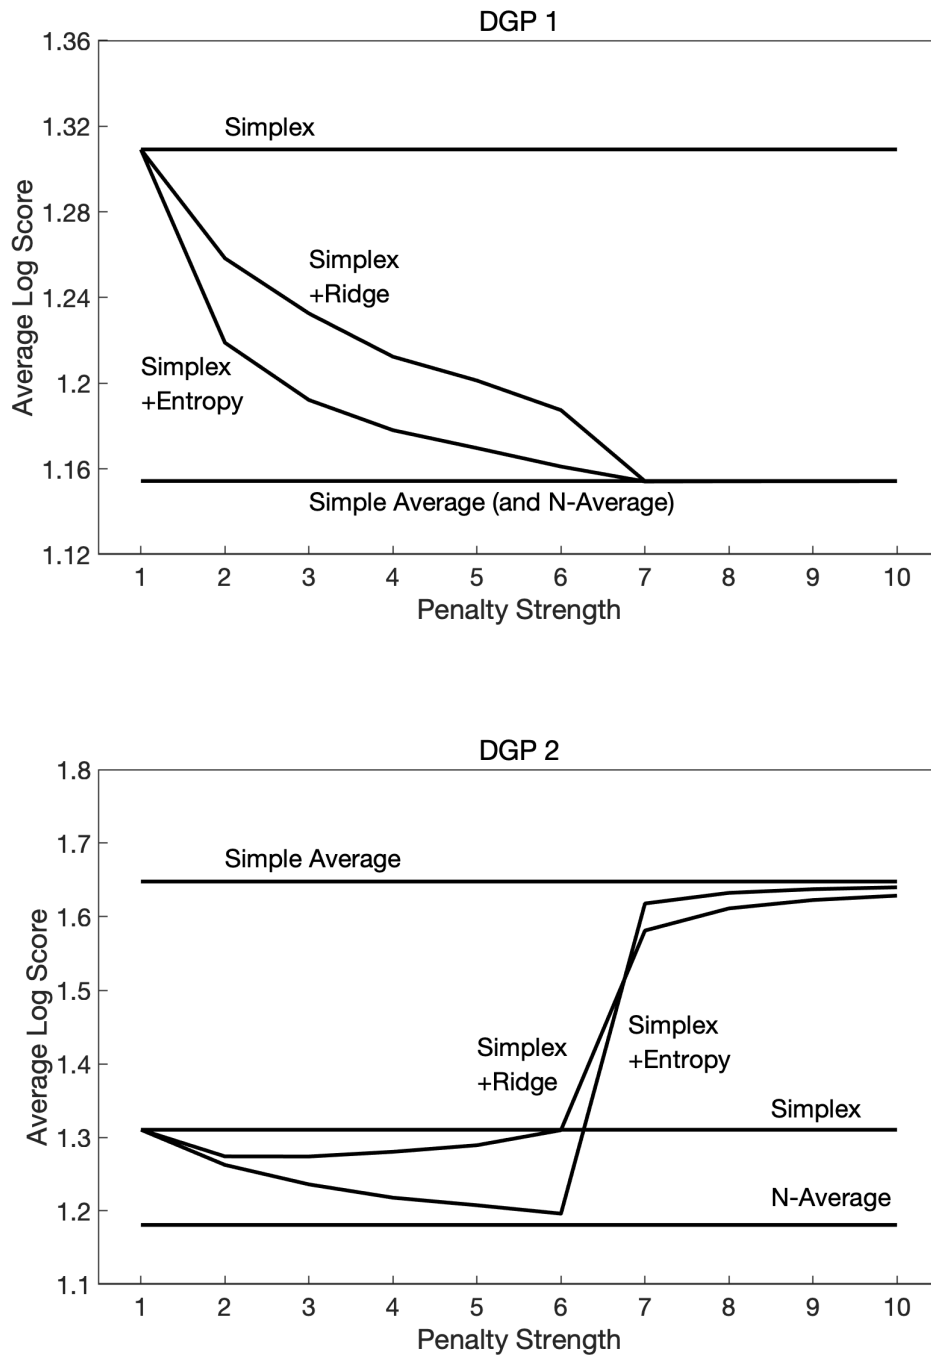 DGP 1
1.36
1.32
1.28
1.24
1.2
1.16
1.12
Average Log Score
Simplex
Simplex
+Ridge
Simplex
+Entropy
Simple Average (and N-Average)
1 2 3 4 5 6 7 8 9 10
Penalty Strength
DGP 2
1.8
1.7
1.6
1.5
1.4
1.3
1.2
1.1
Average Log Score
Simple Average
Simplex
+Ridge
Simplex
+Entropy
Simplex
N-Average
1 2 3 4 5 6 7 8 9 10
Penalty Strength